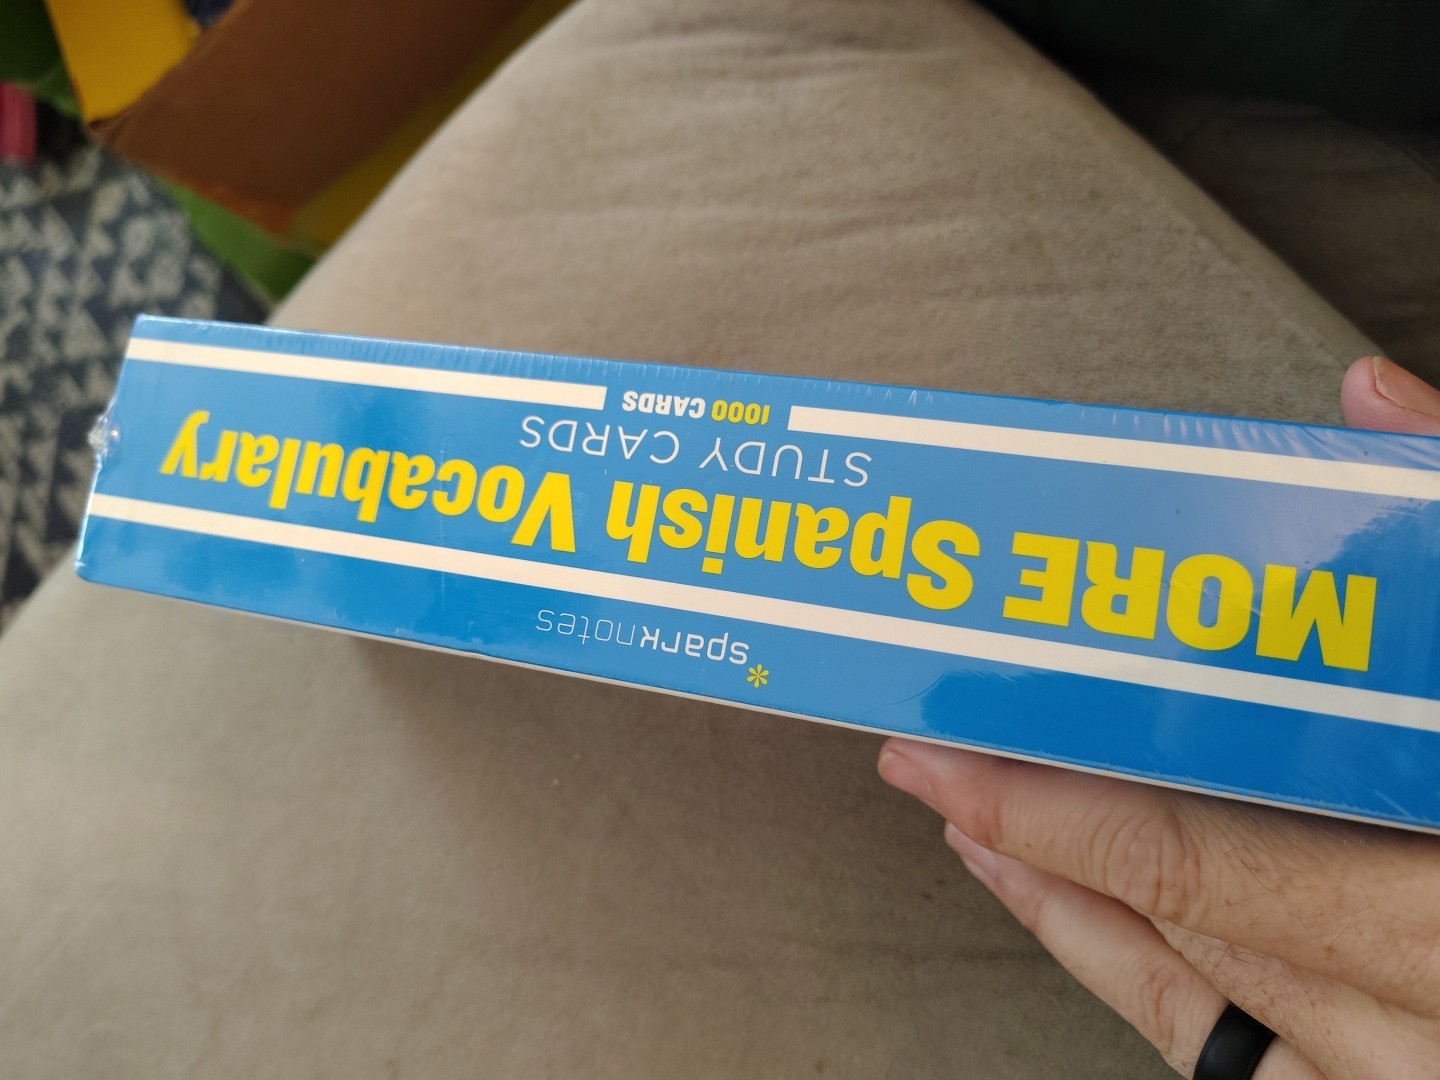 *sparknotes
MORE Spanish Vocabulary
STUDY CARDS
1000 CARDS